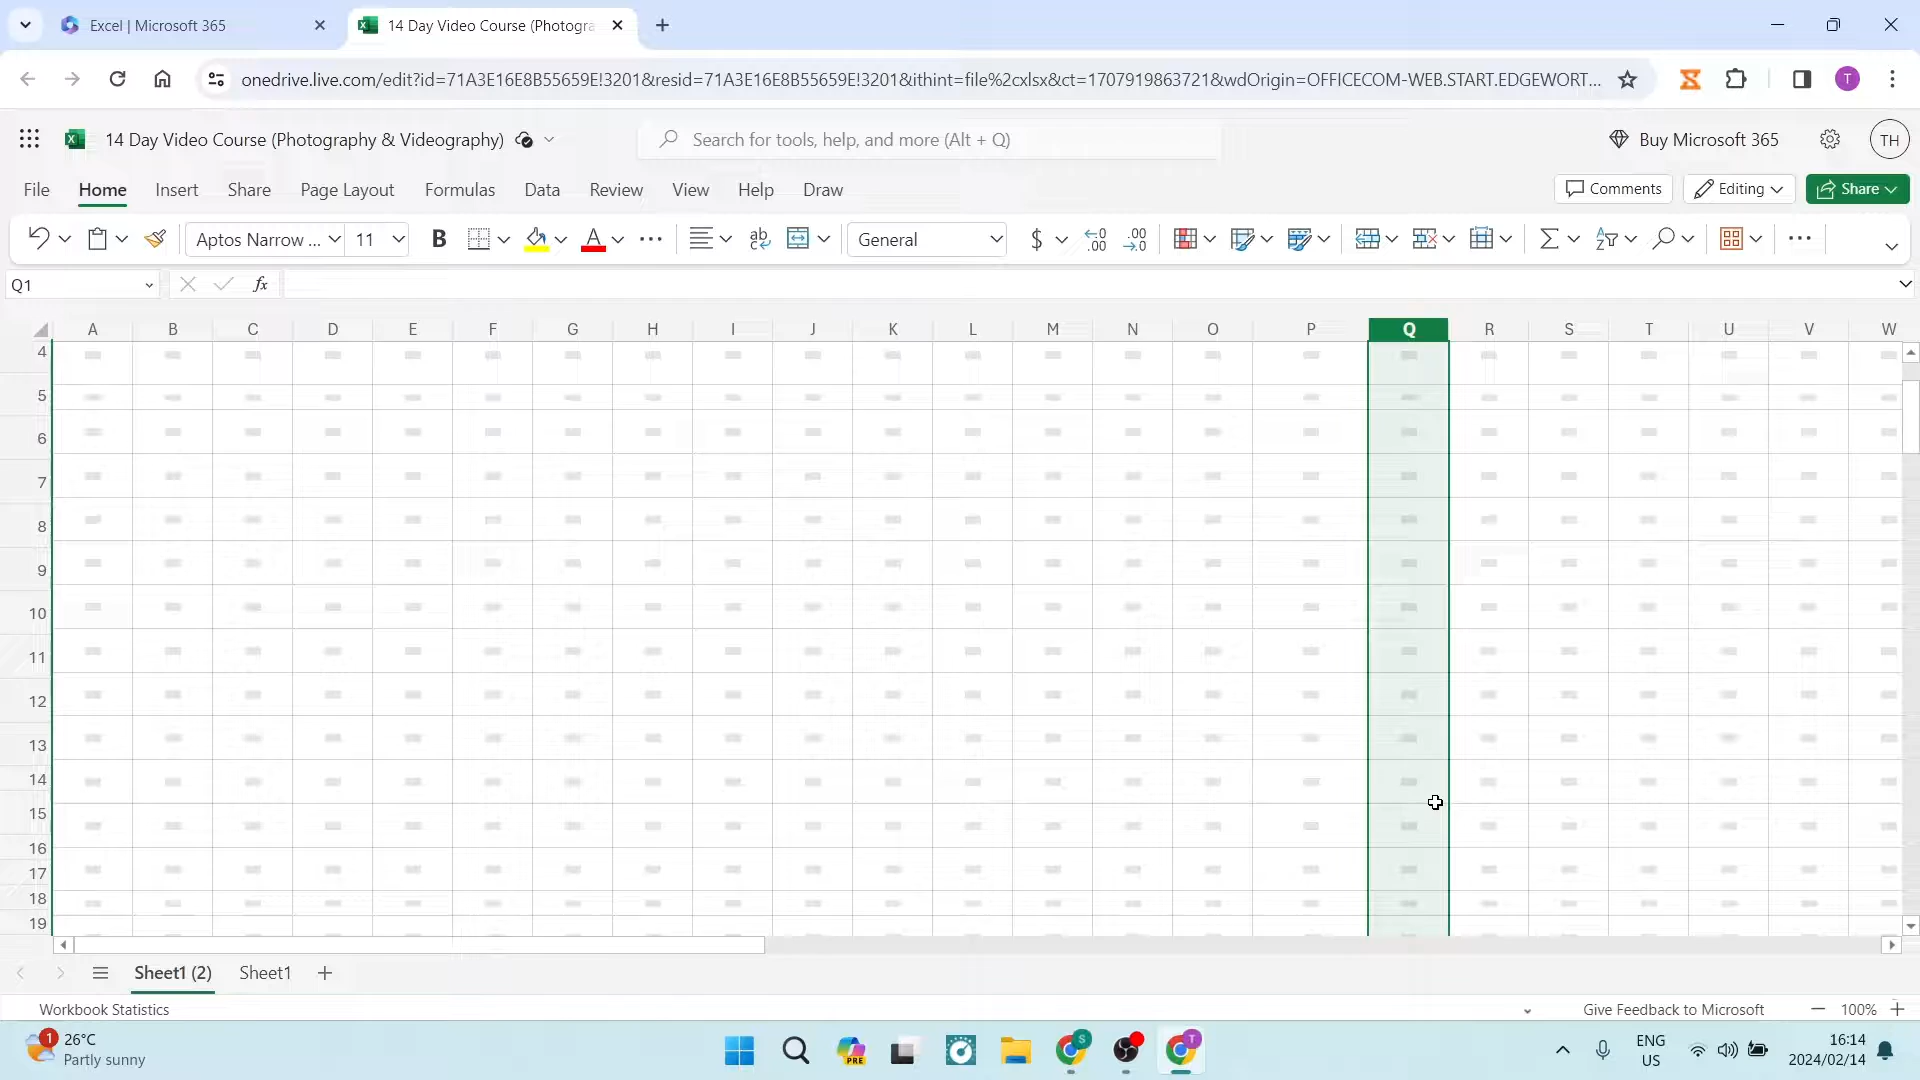 Excel | Microsoft 365
14 Day Video Course (Photogra
onedrive.live.com/edit?id=71A3E16E8B55659E!3201&resid=71A3E16E8B55659E!3201&ithint=file%2cxlsx&ct=1707919863721&wdOrigin=OFFICECOM-WEB.START.EDGEWORT...
T
14 Day Video Course (Photography & Videography)
Search for tools, help, and more (Alt + Q)
Buy Microsoft 365
TH
File Home Insert Share Page Layout Formulas Data Review View Help Draw
Comments Editing Share
Aptos Narrow ... 11 B A ab General $ .00 .00
Q1
fx
A B C D E F G H I J K L M N O P Q R S T U V W
4
5
6
7
8
9
10
11
12
13
14
15
16
17
18
19
Sheet1 (2) Sheet1
Workbook Statistics
Give Feedback to Microsoft 100%
1
26°C
Partly sunny
PRE
S
T
ENG
US
16:14
2024/02/14